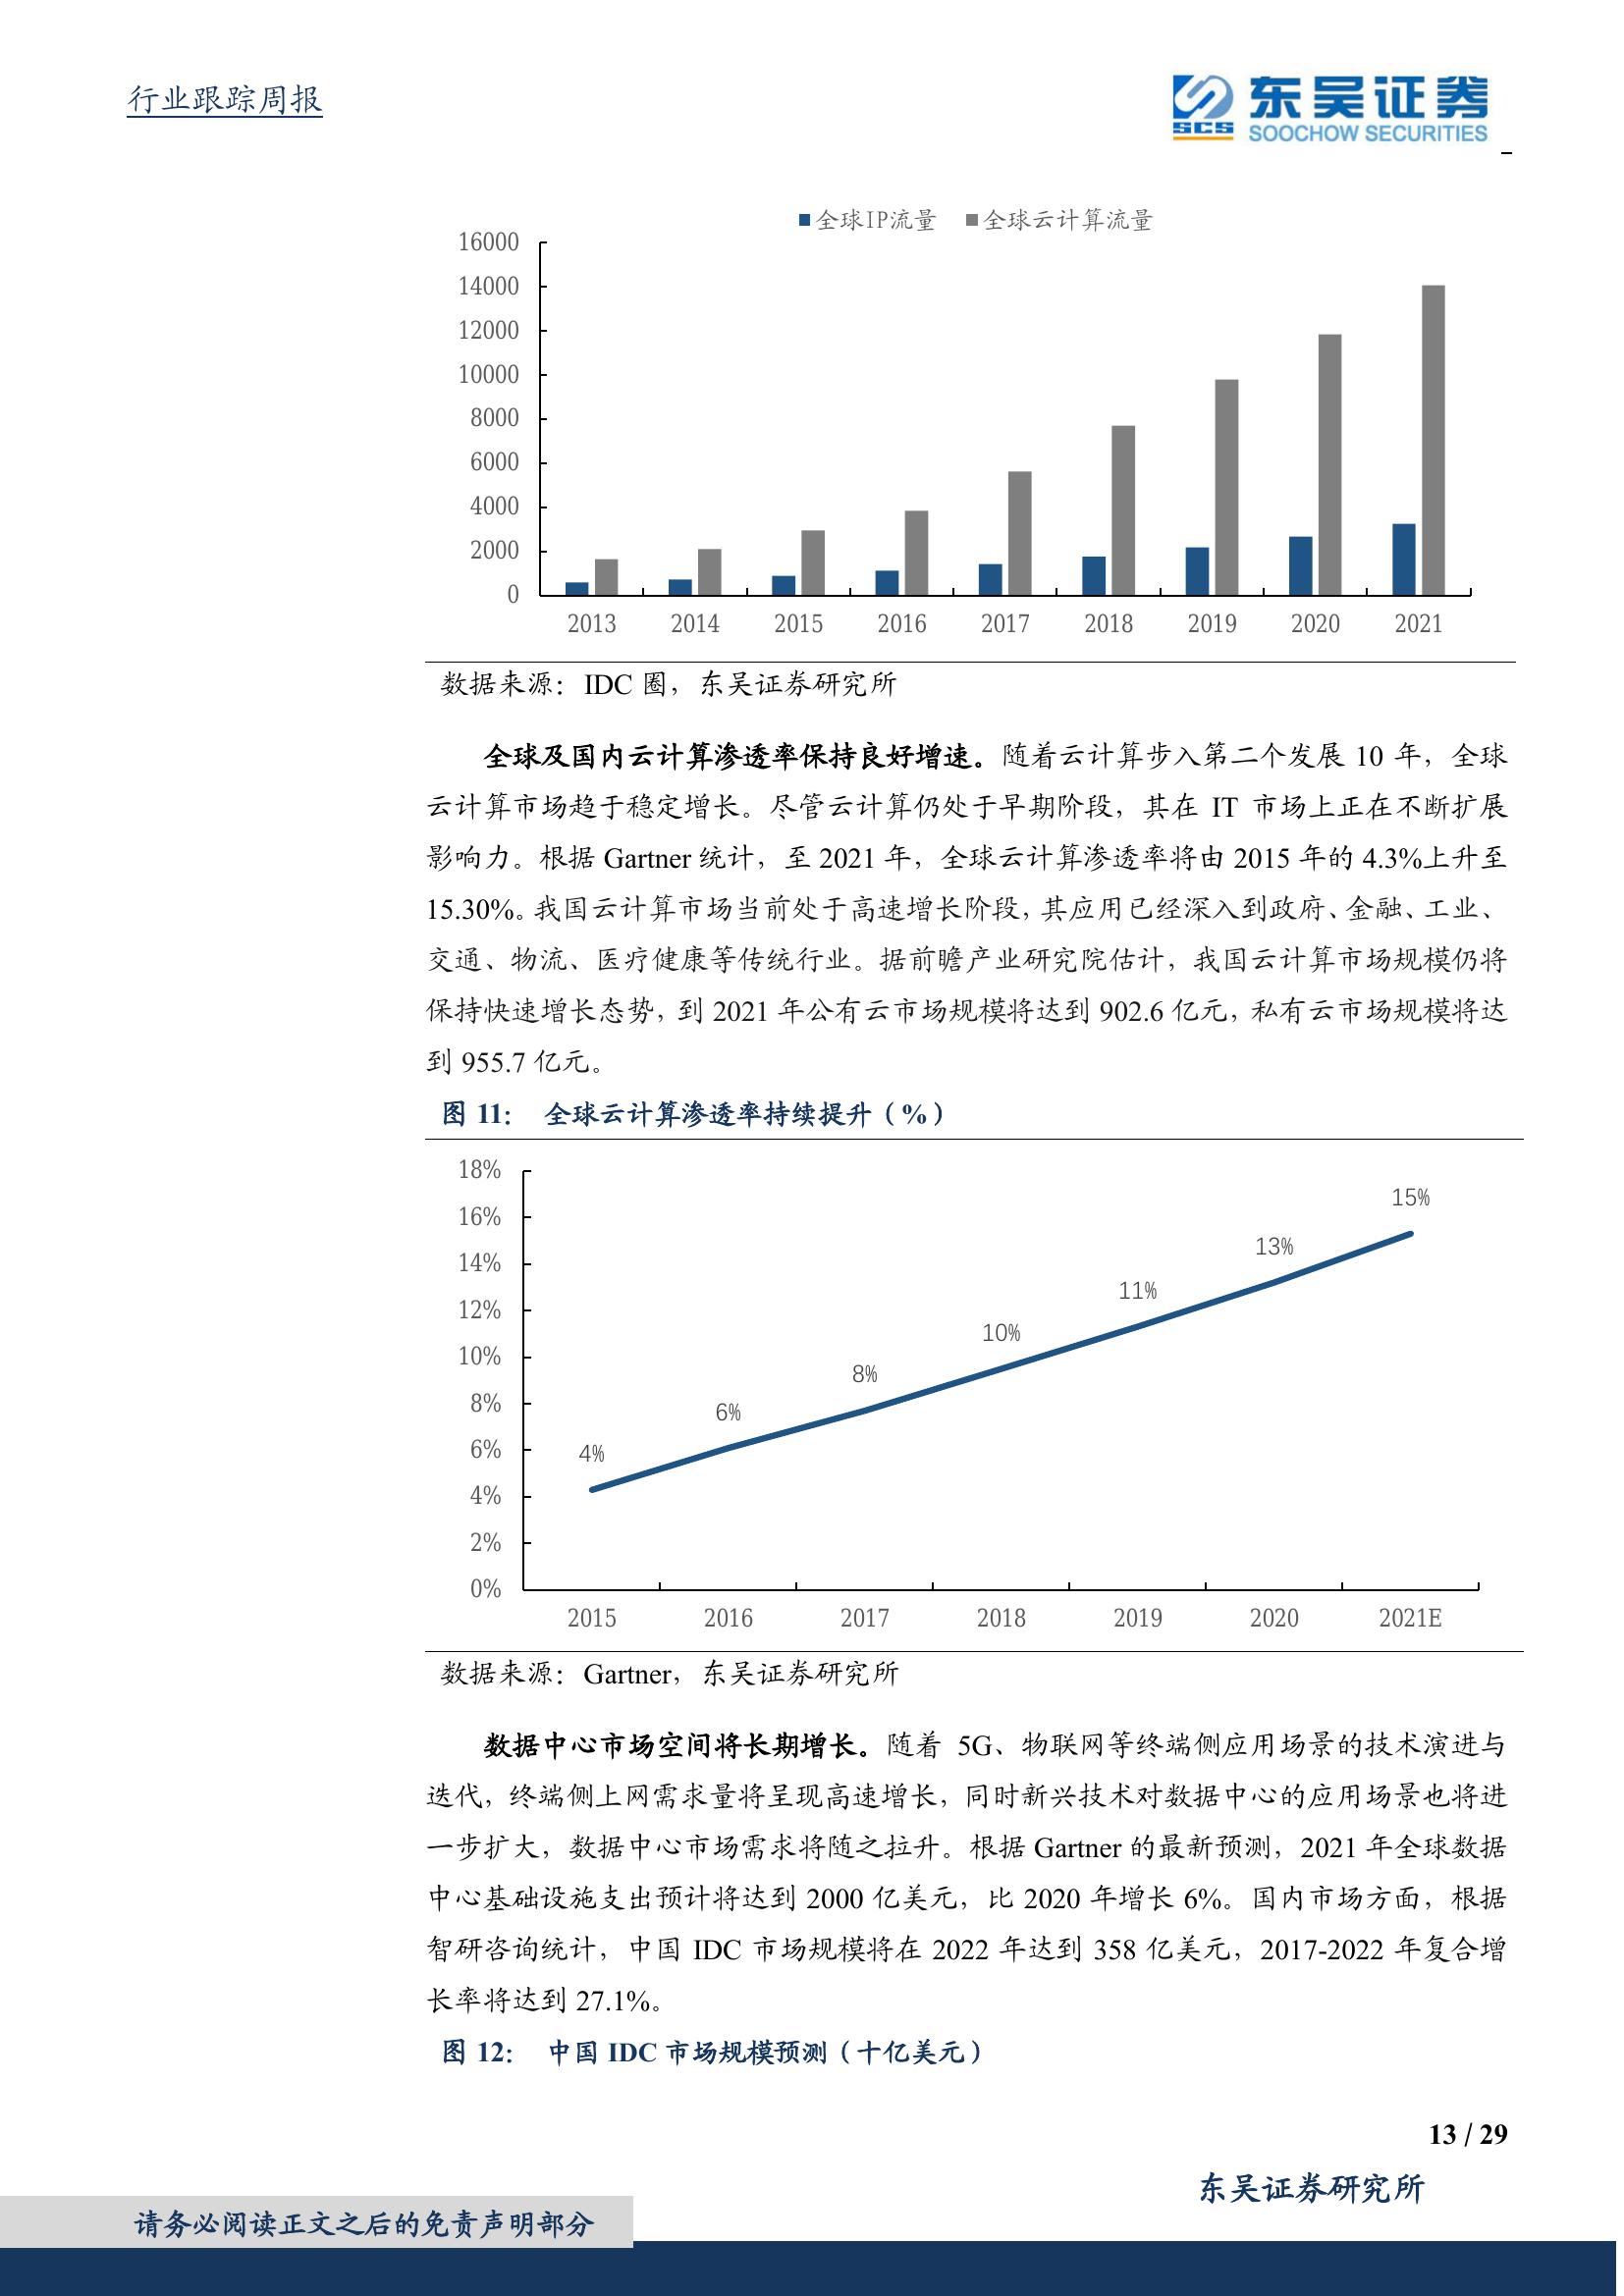 行业跟踪周报
SCS
东吴证券
SOOCHOW SECURITIES
全球IP流量 全球云计算流量
16000
14000
12000
10000
8000
6000
4000
2000
0
2013 2014 2015 2016 2017 2018 2019 2020 2021
数据来源：IDC 圈，东吴证券研究所
全球及国内云计算渗透率保持良好增速。随着云计算步入第二个发展 10 年，全球
云计算市场趋于稳定增长。尽管云计算仍处于早期阶段，其在 IT 市场上正在不断扩展
影响力。根据 Gartner 统计，至 2021 年，全球云计算渗透率将由 2015 年的 4.3%上升至
15.30%。我国云计算市场当前处于高速增长阶段，其应用已经深入到政府、金融、工业、
交通、物流、医疗健康等传统行业。据前瞻产业研究院估计，我国云计算市场规模仍将
保持快速增长态势，到 2021 年公有云市场规模将达到 902.6 亿元，私有云市场规模将达
到 955.7 亿元。
图 11： 全球云计算渗透率持续提升（%）
18%
16%
14%
12%
10%
8%
6%
4%
2%
0%
4% 6% 8% 10% 11% 13% 15%
2015 2016 2017 2018 2019 2020 2021E
数据来源：Gartner，东吴证券研究所
数据中心市场空间将长期增长。随着 5G、物联网等终端侧应用场景的技术演进与
迭代，终端侧上网需求量将呈现高速增长，同时新兴技术对数据中心的应用场景也将进
一步扩大，数据中心市场需求将随之拉升。根据 Gartner 的最新预测，2021 年全球数据
中心基础设施支出预计将达到 2000 亿美元，比 2020 年增长 6%。国内市场方面，根据
智研咨询统计，中国 IDC 市场规模将在 2022 年达到 358 亿美元，2017-2022 年复合增
长率将达到 27.1%。
图 12： 中国 IDC 市场规模预测（十亿美元）
13 / 29
东吴证券研究所
请务必阅读正文之后的免责声明部分